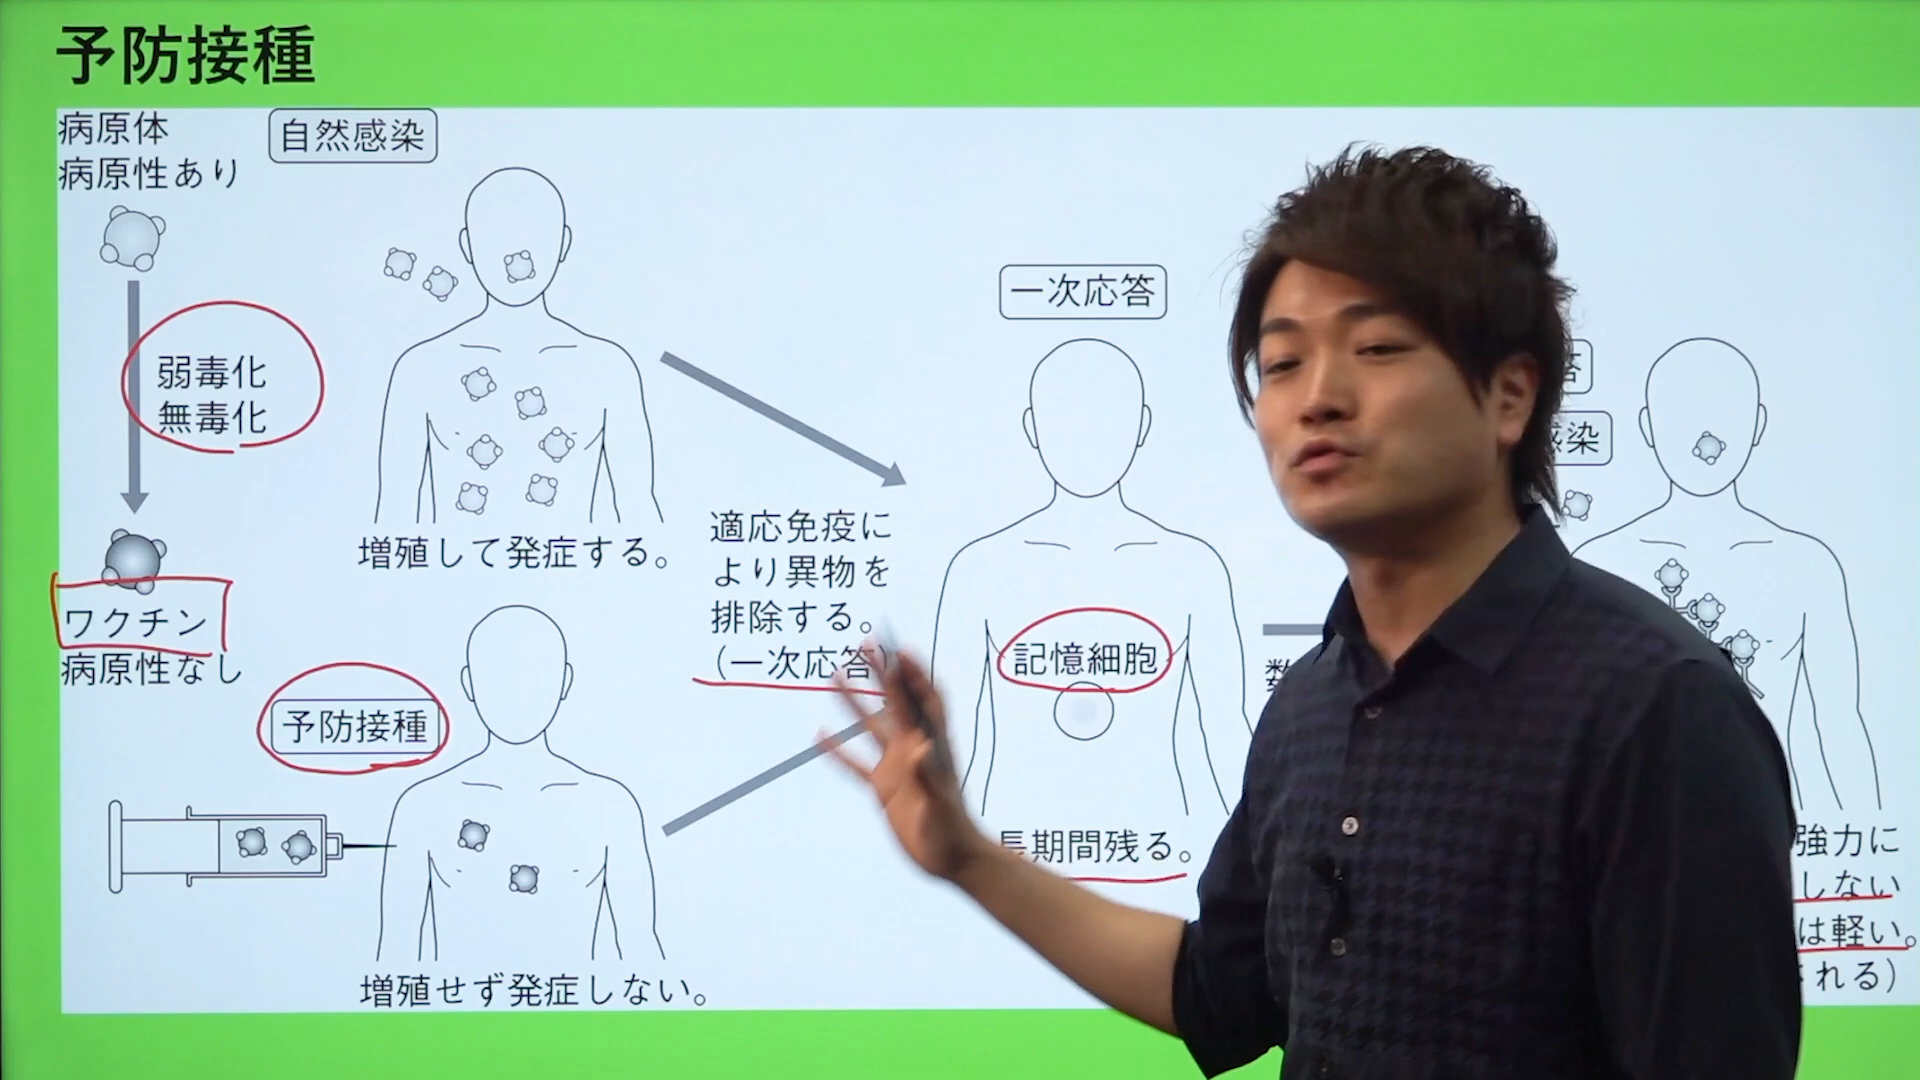 予防接種
病原体
病原性あり
自然感染
弱毒化
無毒化
ワクチン
病原性なし
増殖して発症する。
予防接種
増殖せず発症しない。
適応免疫に
より異物を
排除する。
(一次応答)
一次応答
記憶細胞
長期間残る。
数
答
感染
強力に
しない
は軽い。
れる)